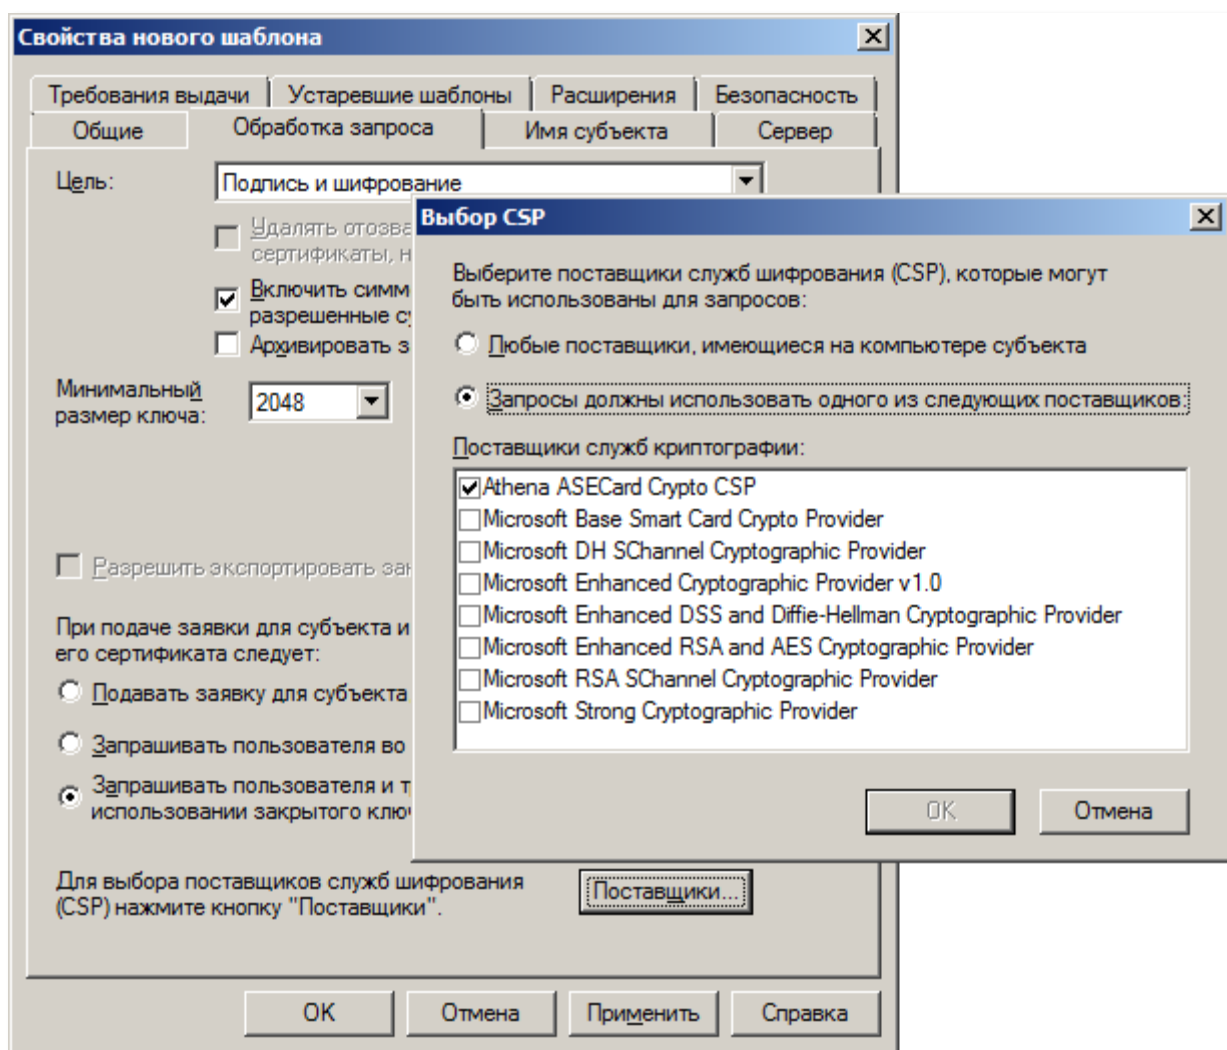 Свойства нового шаблона
Требования выдачи
Устаревшие шаблоны
Расширения
Безопасность
Общие
Обработка запроса
Имя субъекта
Сервер
Цель:
Подпись и шифрование
Удалять отозва
сертификаты, н
Включить симм
разрешенные су
Архивировать з
Минимальный
размер ключа:
2048
Разрешить экспортировать зак
При подаче заявки для субъекта и
его сертификата следует:
Подавать заявку для субъекта
Запрашивать пользователя во
Запрашивать пользователя и т
использовании закрытого клю
Для выбора поставщиков служб шифрования
(CSP) нажмите кнопку "Поставщики".
Поставщики...
OK
Отмена
Применить
Справка
Выбор CSP
Выберите поставщики служб шифрования (CSP), которые могут
быть использованы для запросов:
Любые поставщики, имеющиеся на компьютере субъекта
Запросы должны использовать одного из следующих поставщиков:
Поставщики служб криптографии:
Athena ASECard Crypto CSP
Microsoft Base Smart Card Crypto Provider
Microsoft DH SChannel Cryptographic Provider
Microsoft Enhanced Cryptographic Provider v1.0
Microsoft Enhanced DSS and Diffie-Hellman Cryptographic Provider
Microsoft Enhanced RSA and AES Cryptographic Provider
Microsoft RSA SChannel Cryptographic Provider
Microsoft Strong Cryptographic Provider
OK
Отмена